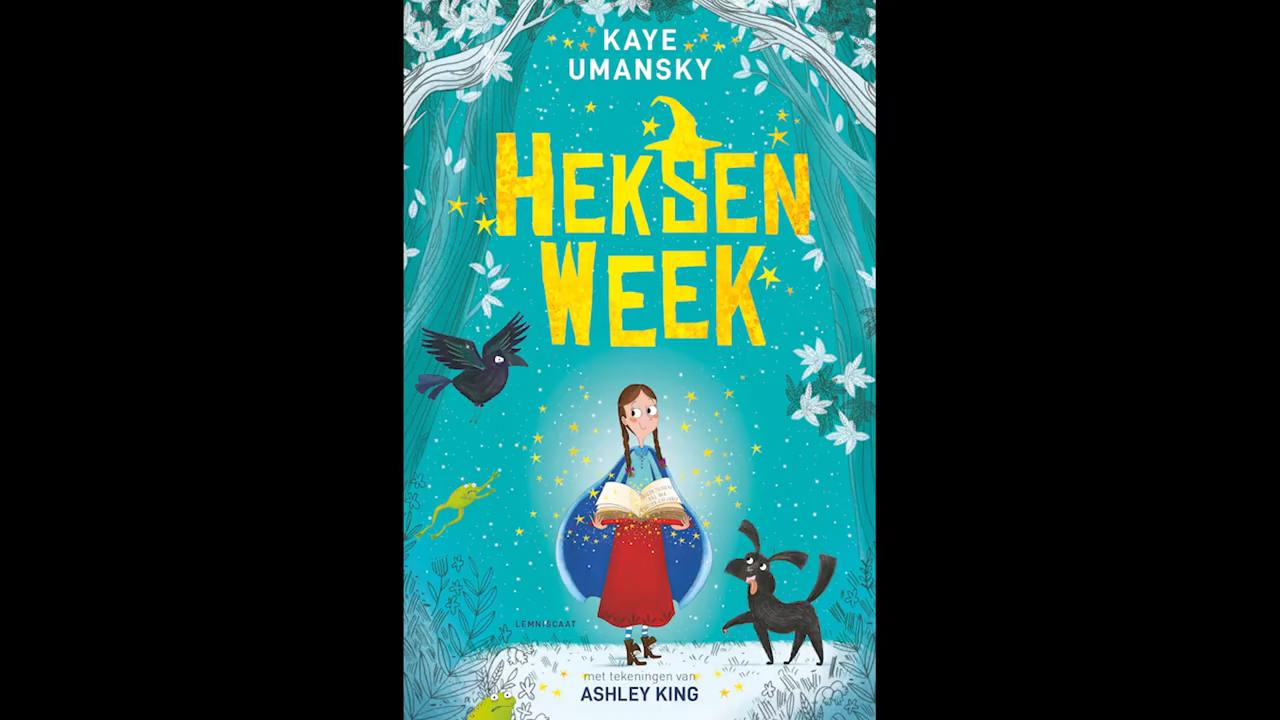 KAYE
UMANSKY
HEKSEN
WEEK
LEMNISCAAT
met tekeningen van
ASHLEY KING